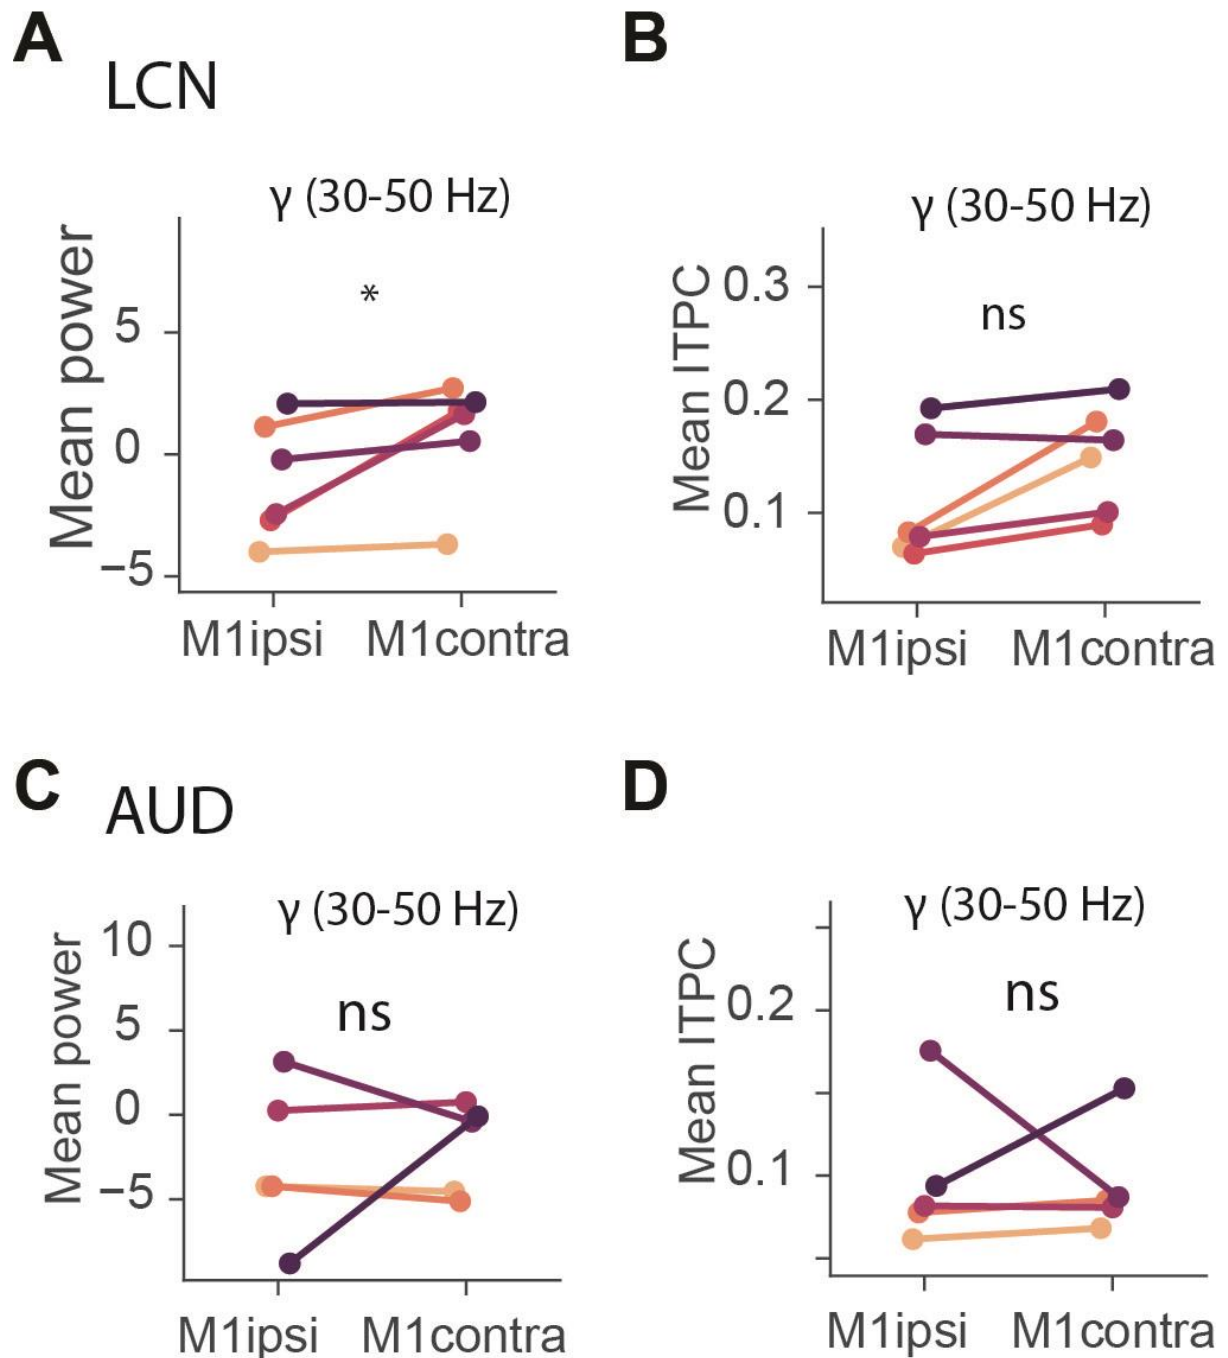 A
LCN
γ (30-50 Hz)
*
Mean power
5
0
−5
M1ipsi M1contra
B
γ (30-50 Hz)
ns
Mean ITPC
0.3
0.2
0.1
M1ipsi M1contra
C
AUD
γ (30-50 Hz)
ns
Mean power
10
5
0
−5
M1ipsi M1contra
D
γ (30-50 Hz)
ns
Mean ITPC
0.2
0.1
M1ipsi M1contra